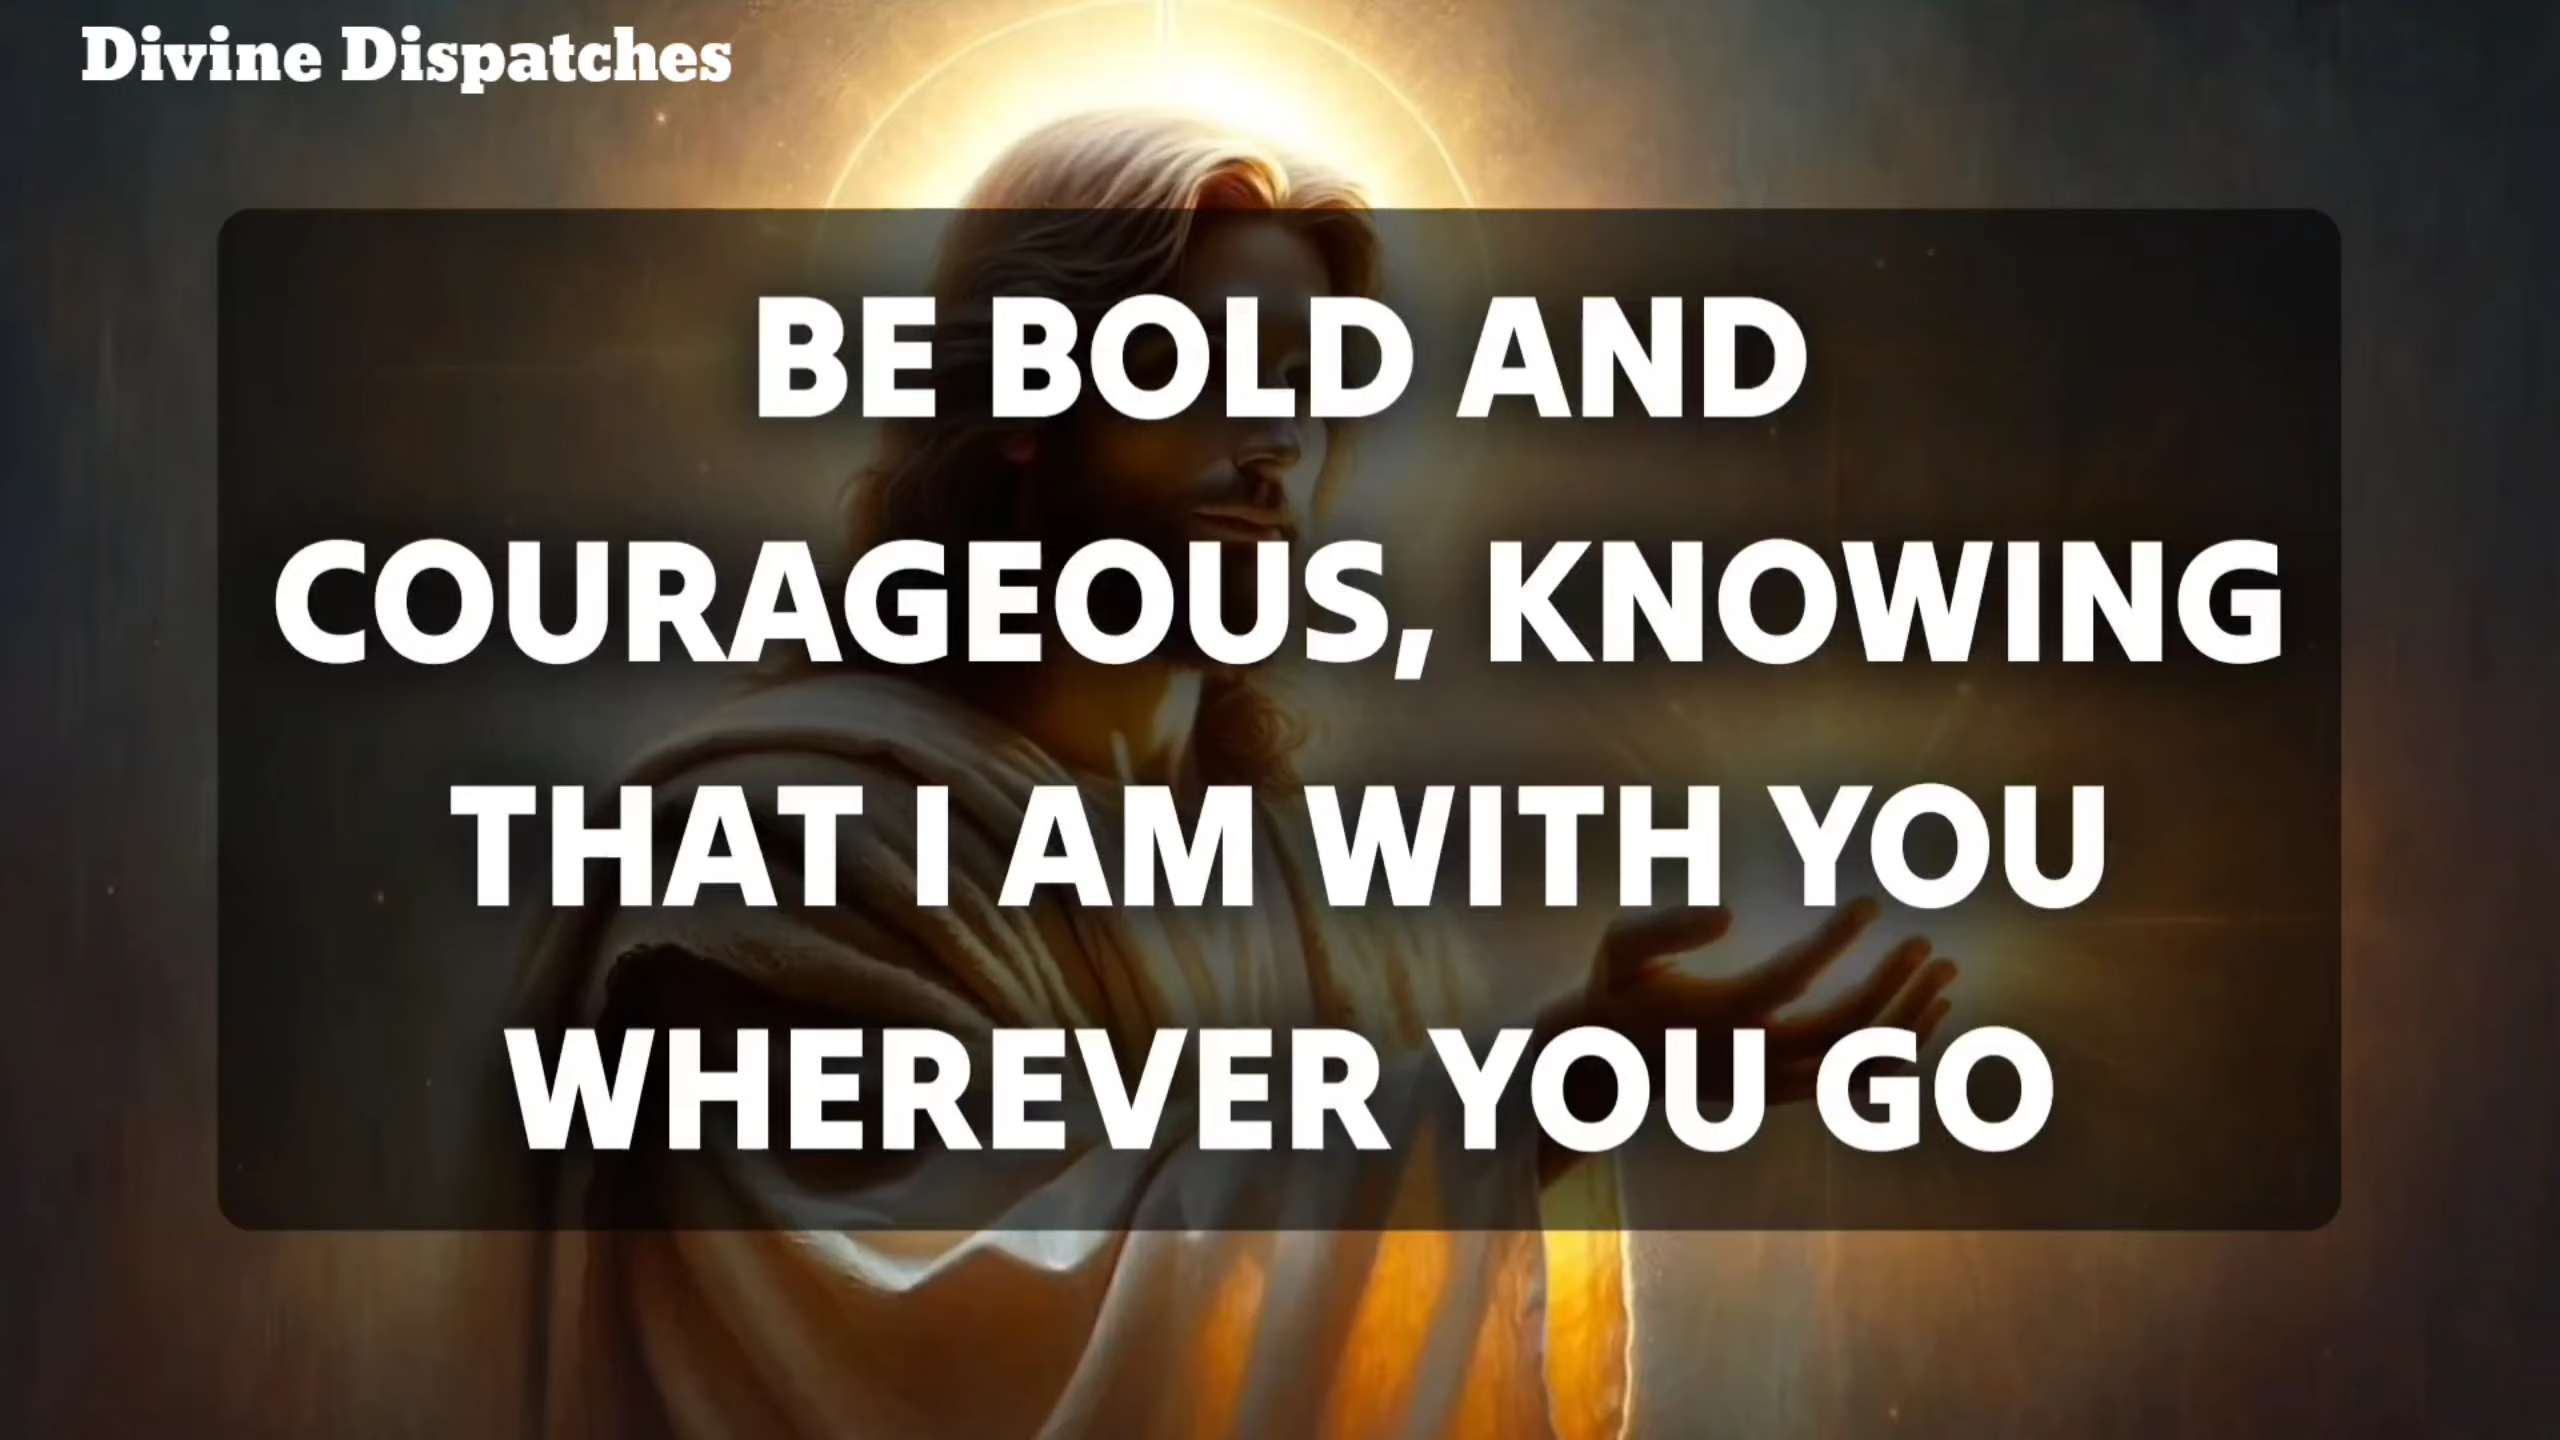 Divine Dispatches
BE BOLD AND
COURAGEOUS, KNOWING
THAT I AM WITH YOU
WHEREVER YOU GO